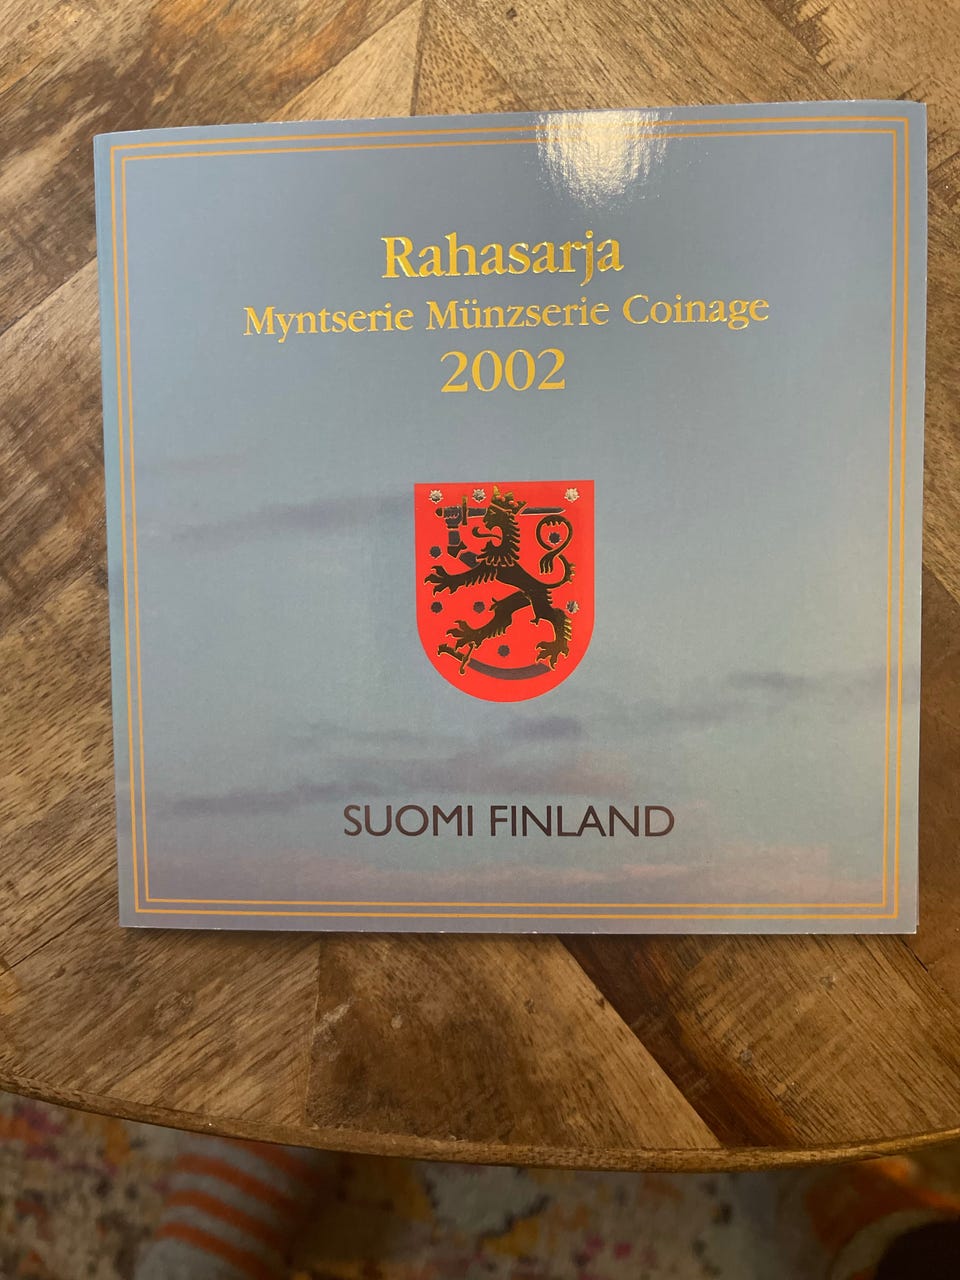 Rahasarja
Myntserie Münzserie Coinage
2002
SUOMI FINLAND